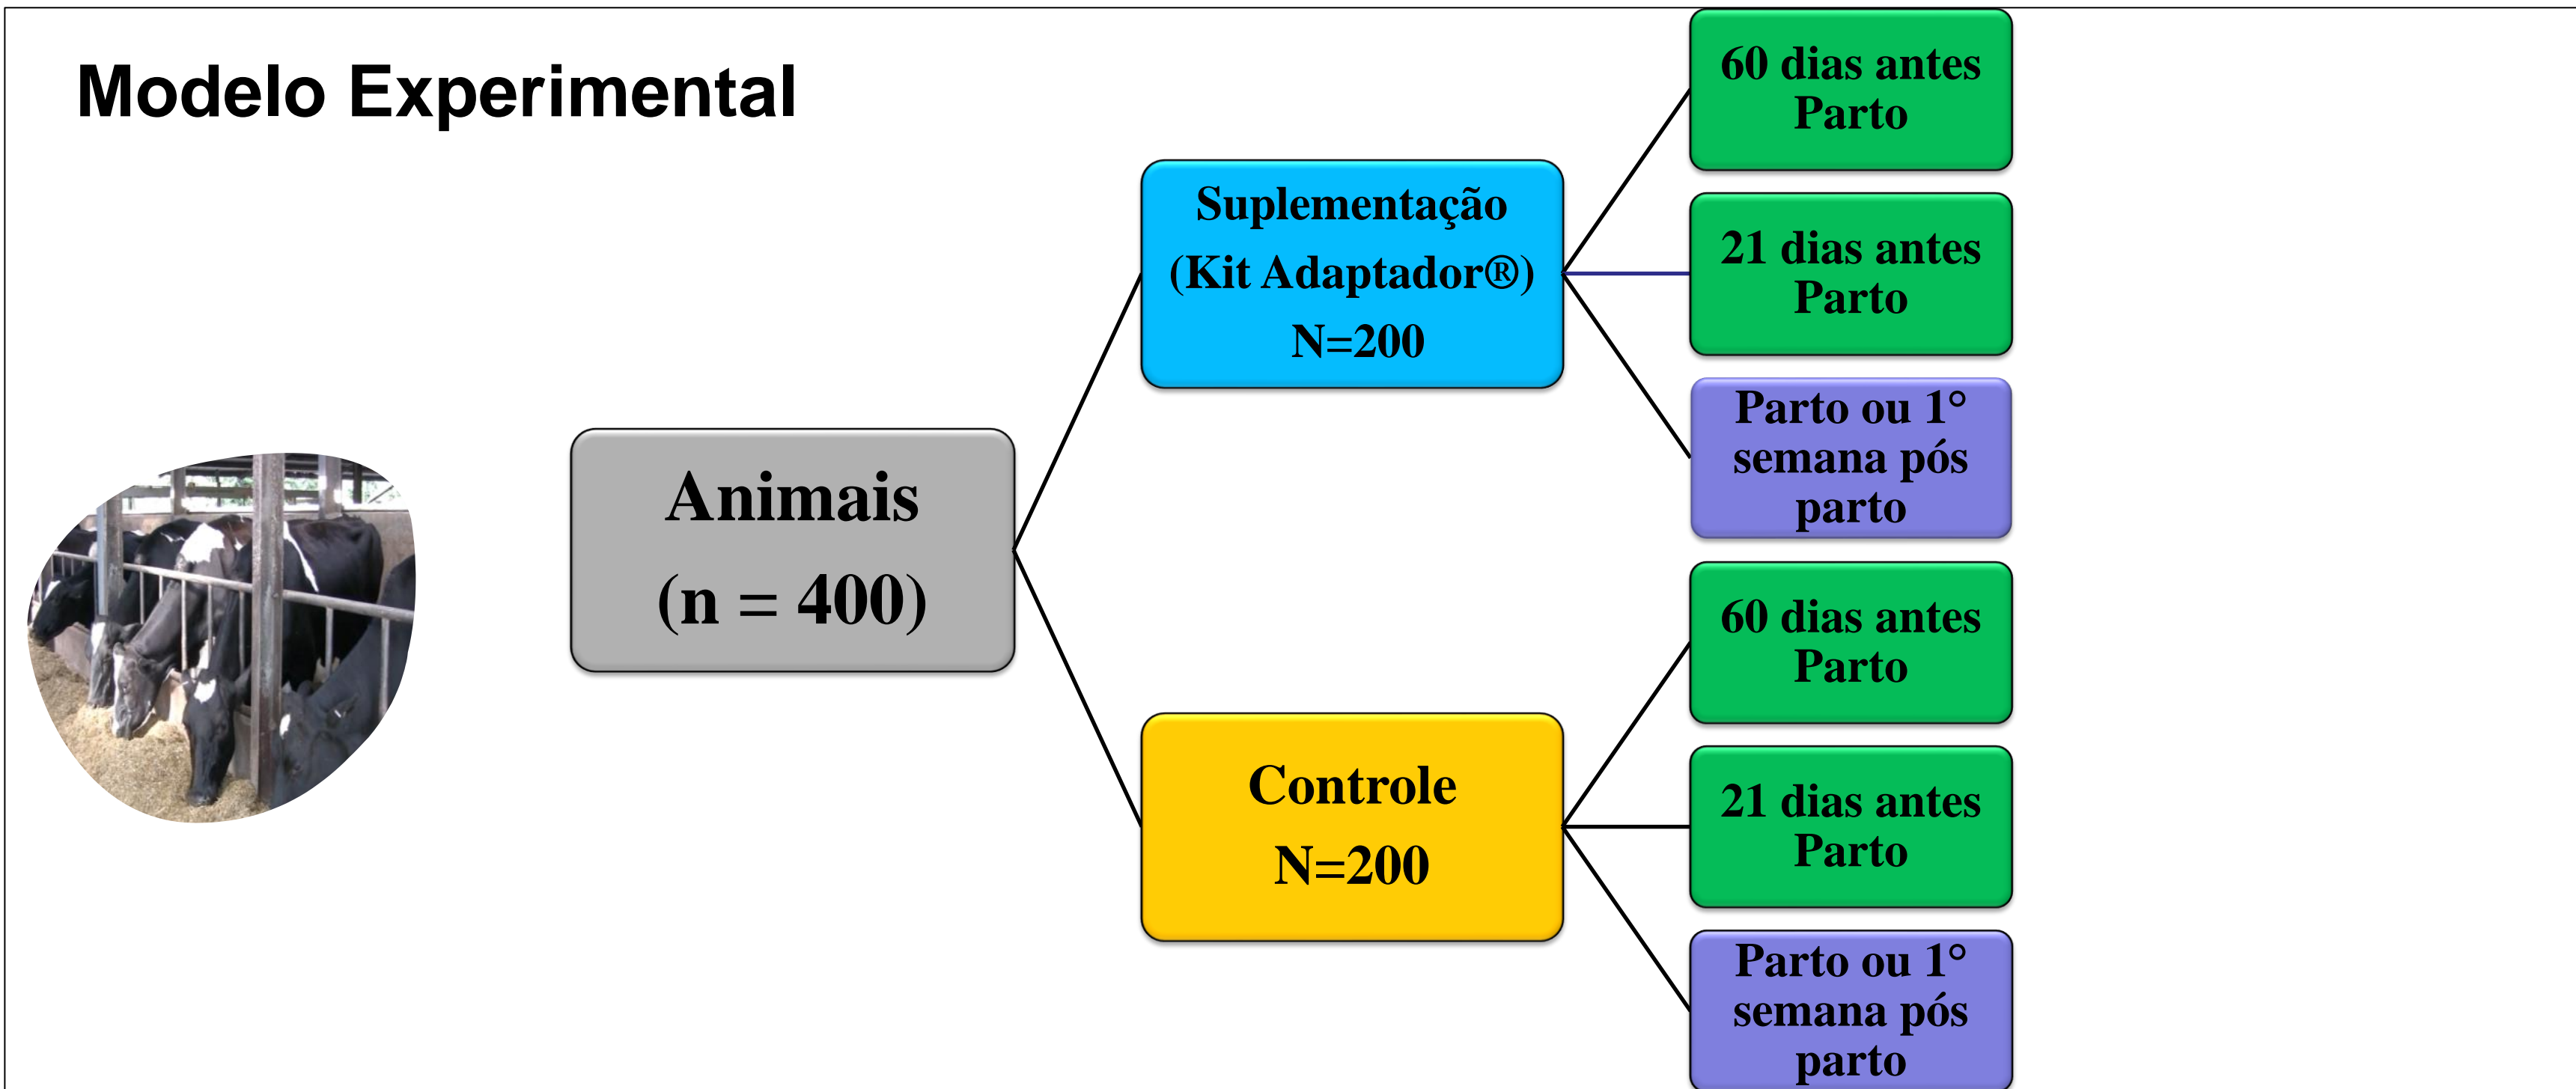 Modelo Experimental
Animais
(n = 400)
Suplementação
(Kit Adaptador®)
N=200
60 dias antes
Parto
21 dias antes
Parto
Parto ou 1°
semana pós
parto
Controle
N=200
60 dias antes
Parto
21 dias antes
Parto
Parto ou 1°
semana pós
parto